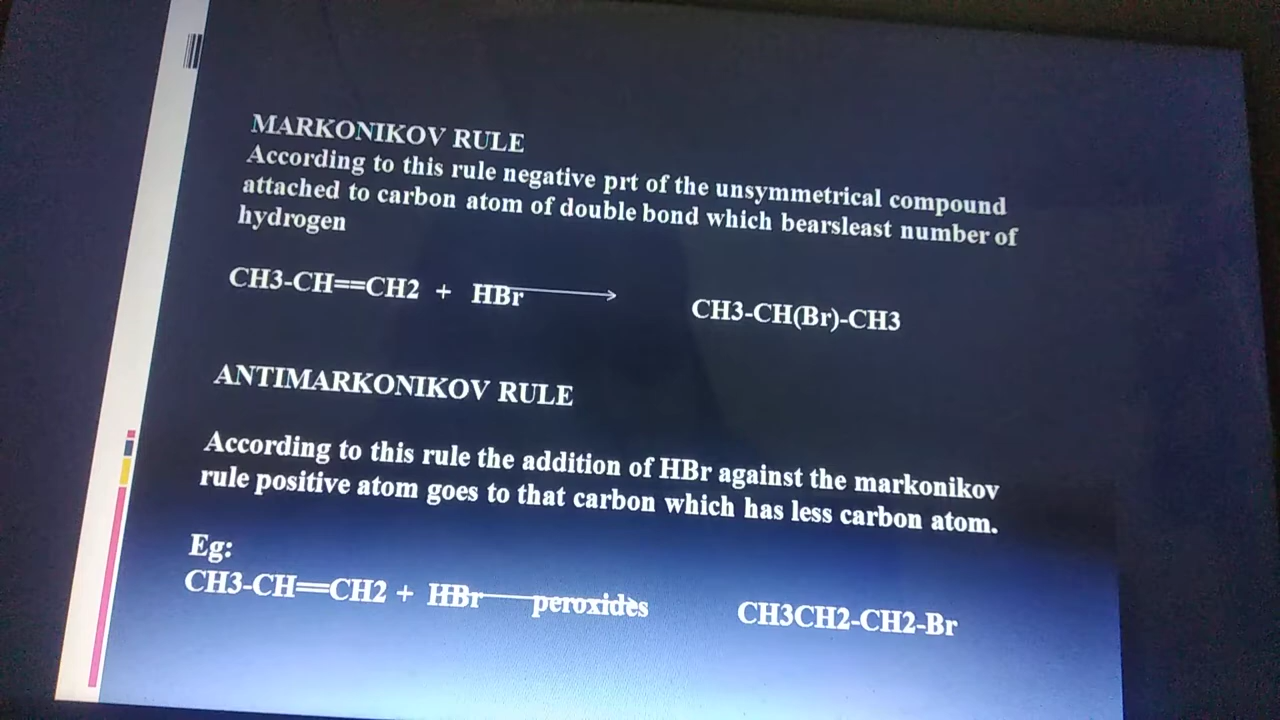 MARKONIKOV RULE
According to this rule negative prt of the unsymmetrical compound
attached to carbon atom of double bond which bearsleast number of
hydrogen
CH3-CH==CH2 + HBr
CH3-CH(Br)-CH3
ANTIMARKONIKOV RULE
According to this rule the addition of HBr against the markonikov
rule positive atom goes to that carbon which has less carbon atom.
Eg:
CH3-CH=CH2 + HBr peroxides CH3CH2-CH2-Br